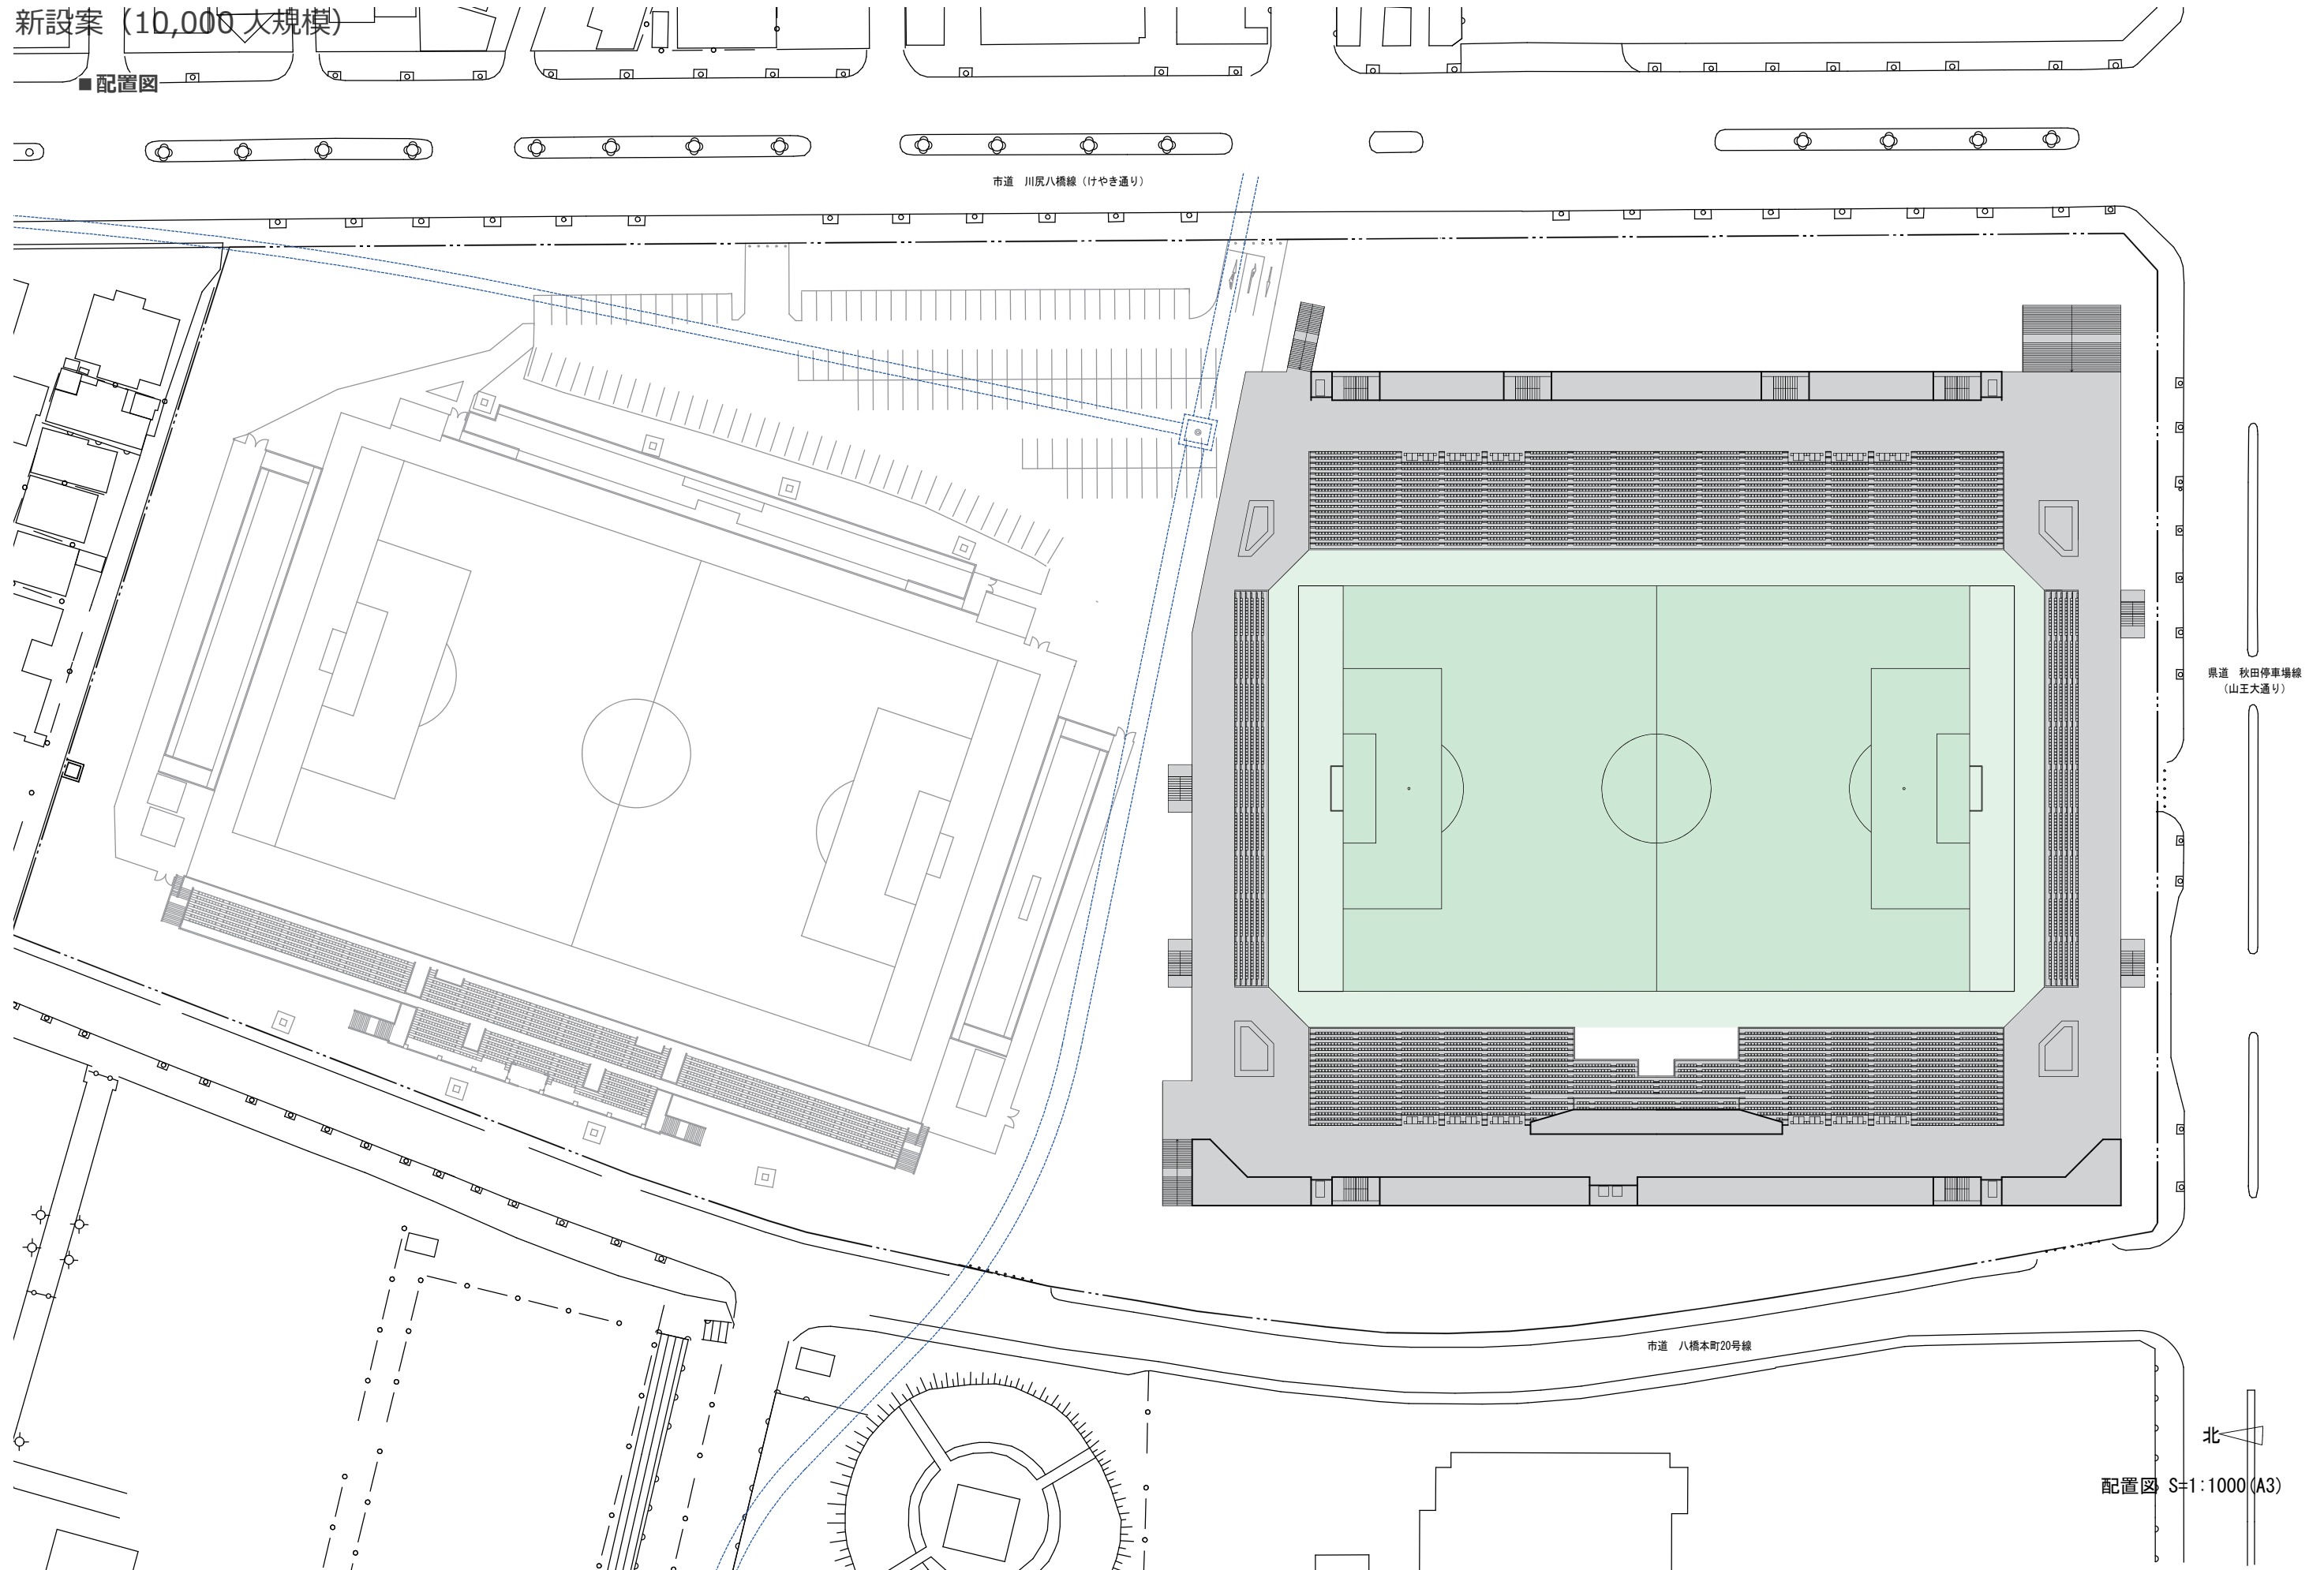 新設案（10,000人規模）
■配置図
市道　川尻八橋線（けやき通り）
県道　秋田停車場線
（山王大通り）
市道　八橋本町20号線
北
配置図 S=1:1000(A3)